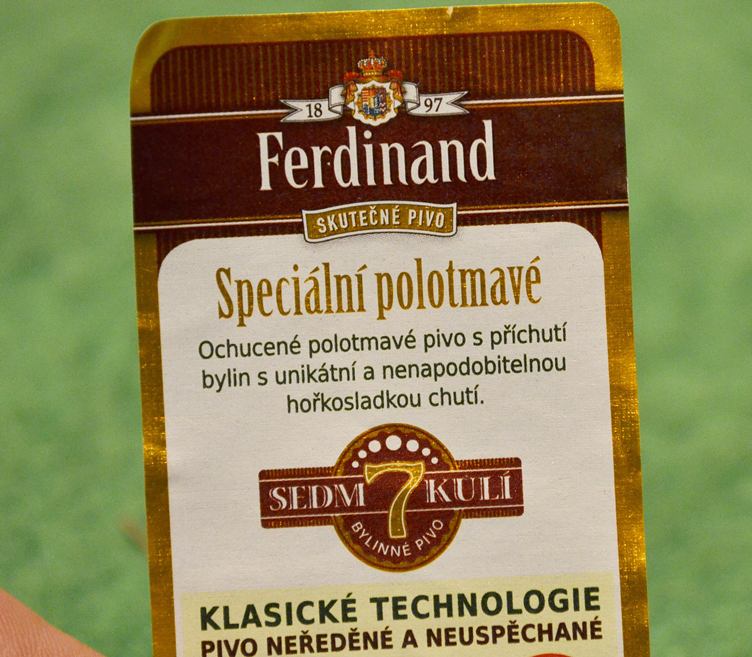 18 97
Ferdinand
SKUTEČNÉ PIVO
Speciální polotmavé
Ochucené polotmavé pivo s příchutí
bylin s unikátní a nenapodobitelnou
hořkosladkou chutí.
SEDM 7 KULÍ
BYLINNÉ PIVO
KLASICKÉ TECHNOLOGIE
PIVO NEŘEDĚNÉ A NEUSPĚCHANÉ